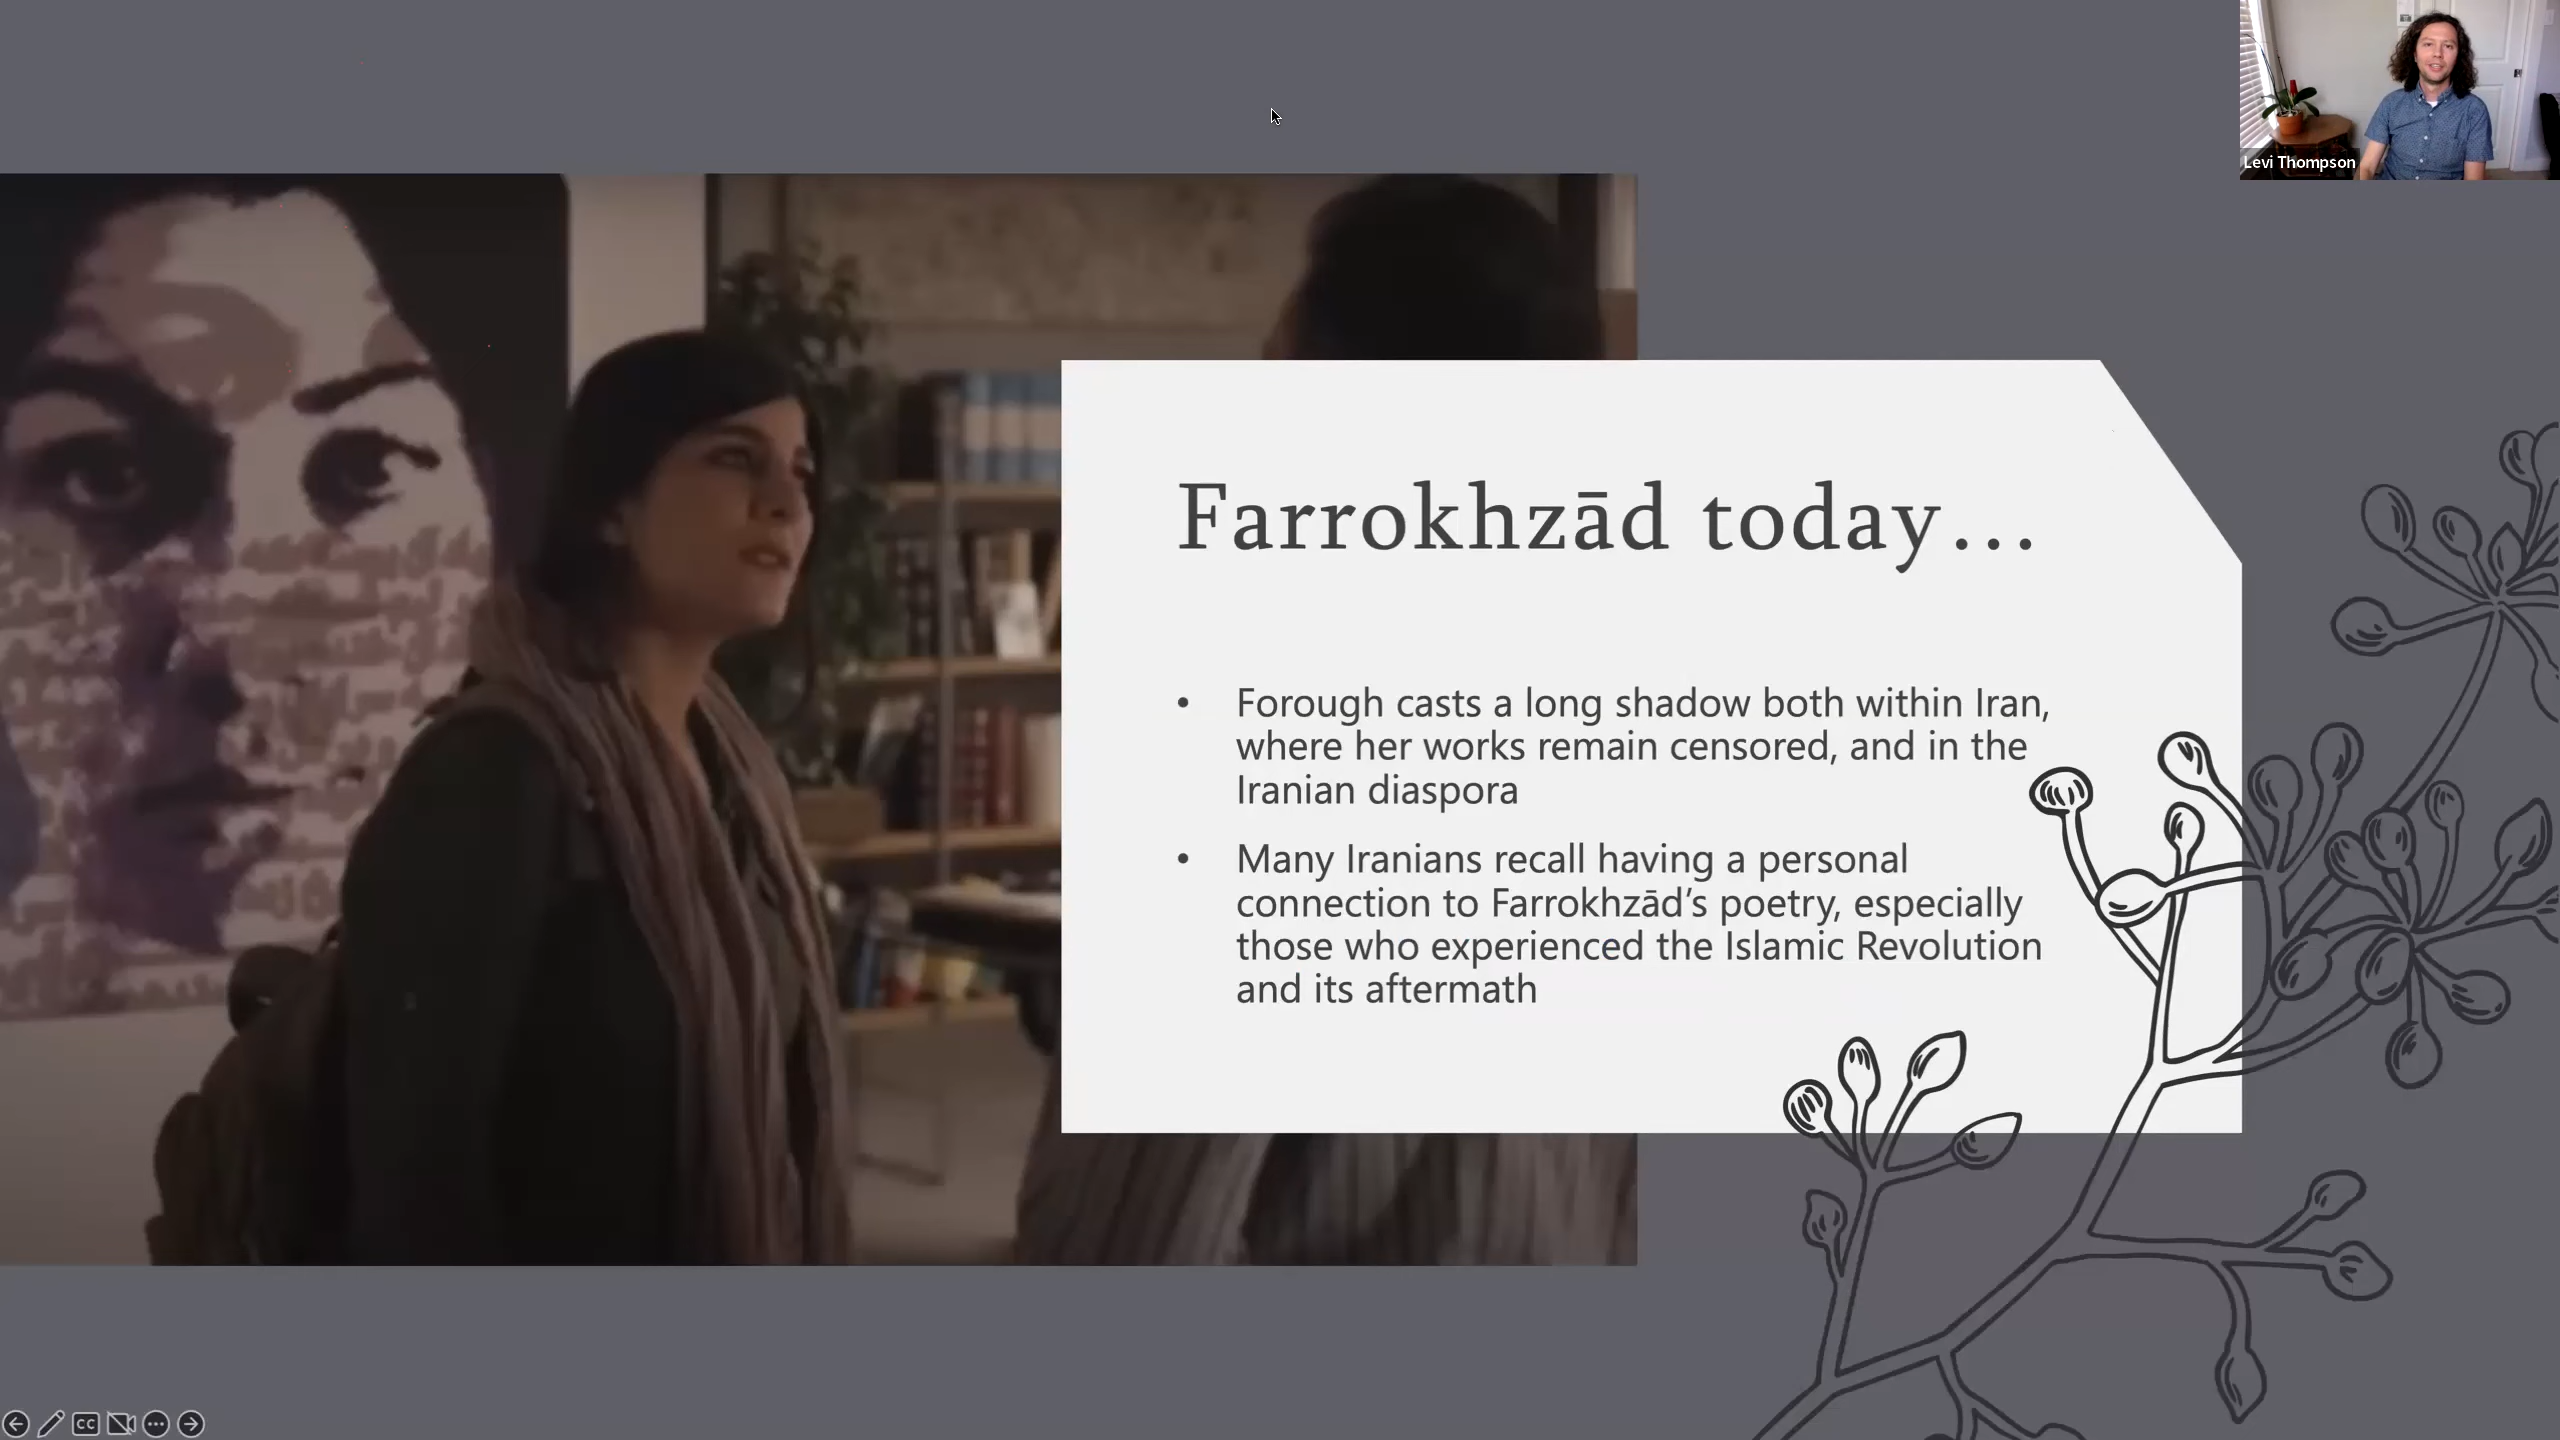 Levi Thompson
Farrokhzād today...
• Forough casts a long shadow both within Iran,
where her works remain censored, and in the
Iranian diaspora
• Many Iranians recall having a personal
connection to Farrokhzād’s poetry, especially
those who experienced the Islamic Revolution
and its aftermath
CC